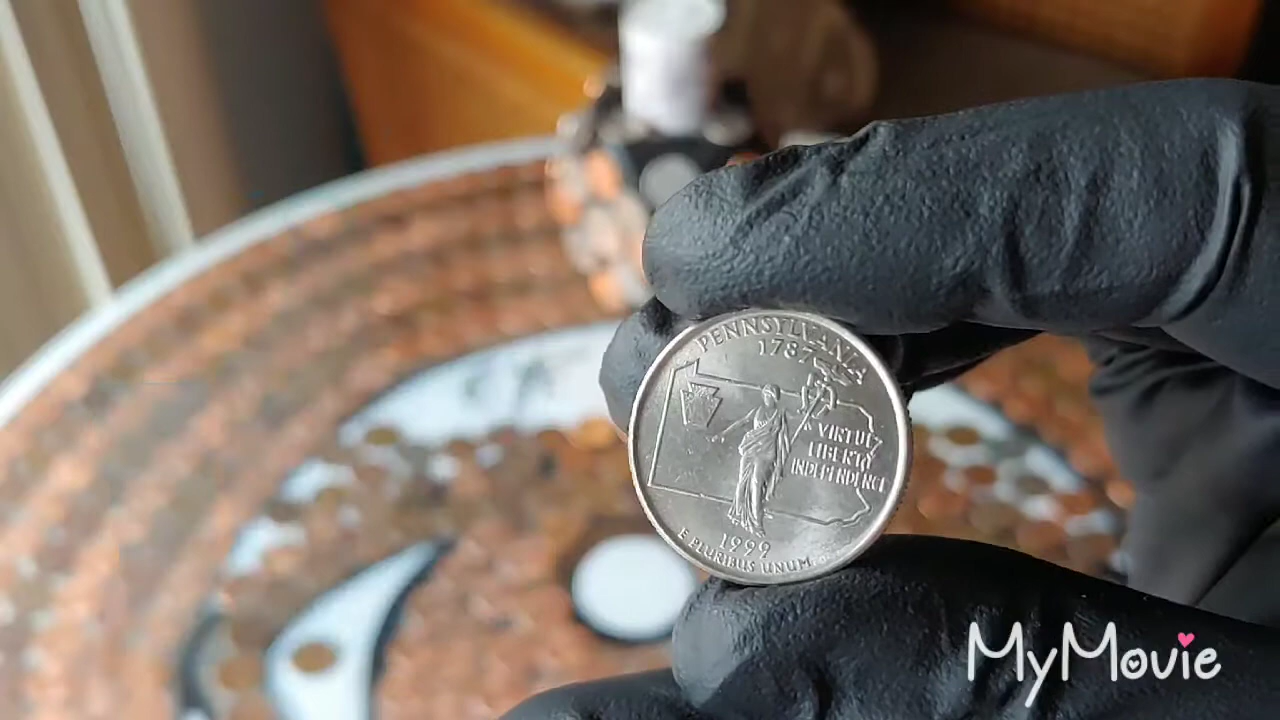 PENNSYLVANIA
1787
VIRTUE
LIBERTY
INDEPENDENCE
1999
E PLURIBUS UNUM
MyMovie